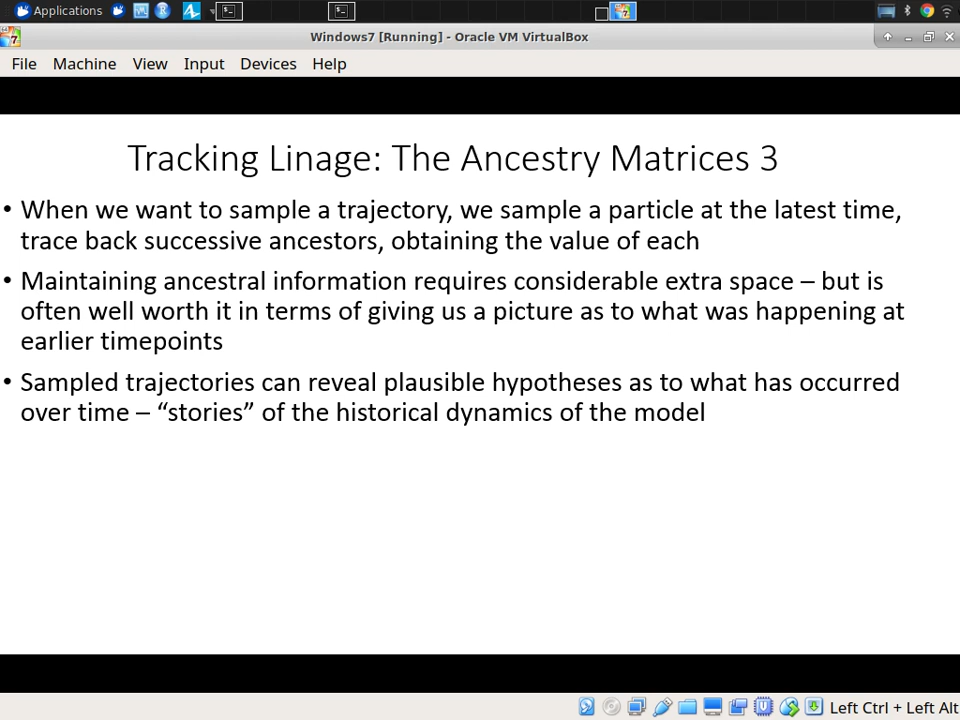 Applications
Windows7 [Running] - Oracle VM VirtualBox
File Machine View Input Devices Help
Tracking Linage: The Ancestry Matrices 3
• When we want to sample a trajectory, we sample a particle at the latest time,
trace back successive ancestors, obtaining the value of each
• Maintaining ancestral information requires considerable extra space – but is
often well worth it in terms of giving us a picture as to what was happening at
earlier timepoints
• Sampled trajectories can reveal plausible hypotheses as to what has occurred
over time – “stories” of the historical dynamics of the model
Left Ctrl + Left Alt